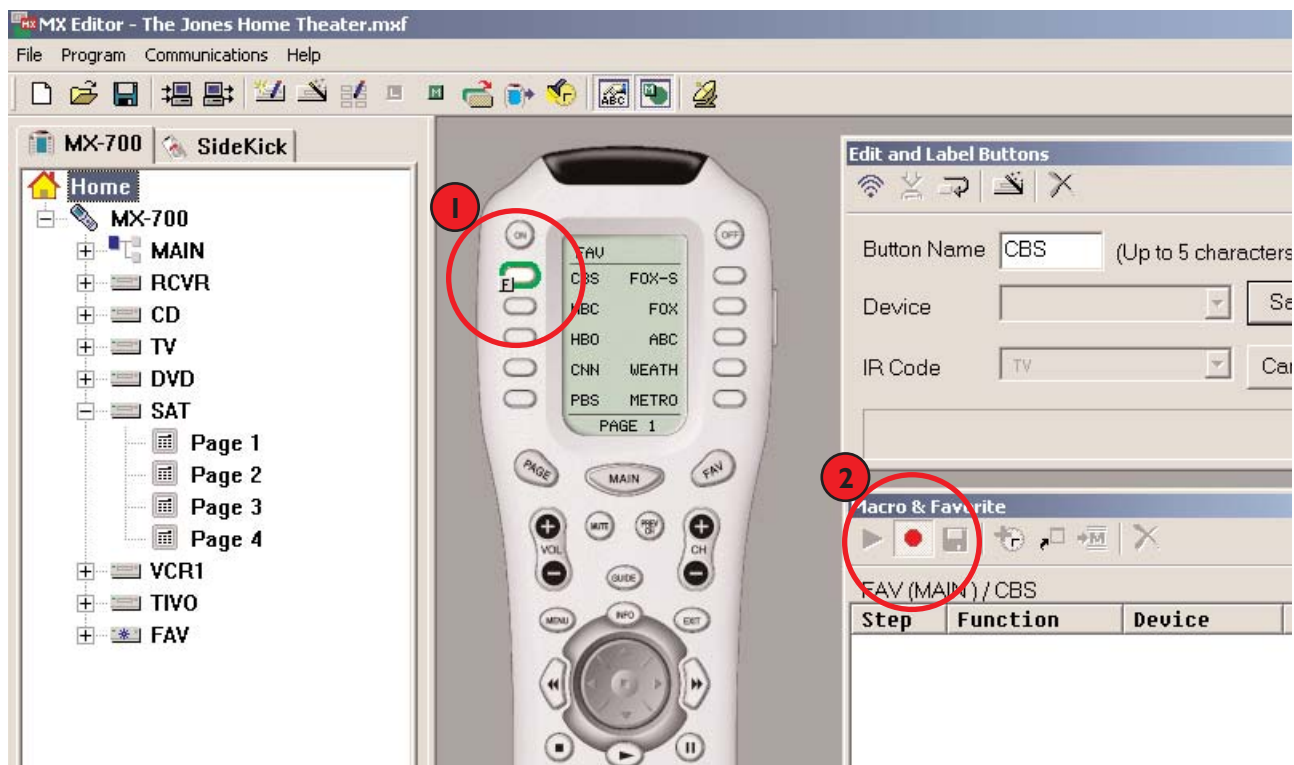 MX Editor - The Jones Home Theater.mxf
File Program Communications Help
MX-700 SideKick
Home
MX-700
MAIN
RCVR
CD
TV
DVD
SAT
Page 1
Page 2
Page 3
Page 4
VCR1
TIVO
FAV
1
ON
OFF
FAV
CBS FOX-S
NBC FOX
HBO ABC
CNN WEATH
PBS METRO
PAGE 1
F
PAGE MAIN FAV
VOL MUTE PREV CH CH
GUIDE
MENU INFO EXIT
Edit and Label Buttons
Button Name CBS (Up to 5 characters
Device
IR Code TV
2
Macro & Favorite
FAV (MAIN) / CBS
Step Function Device